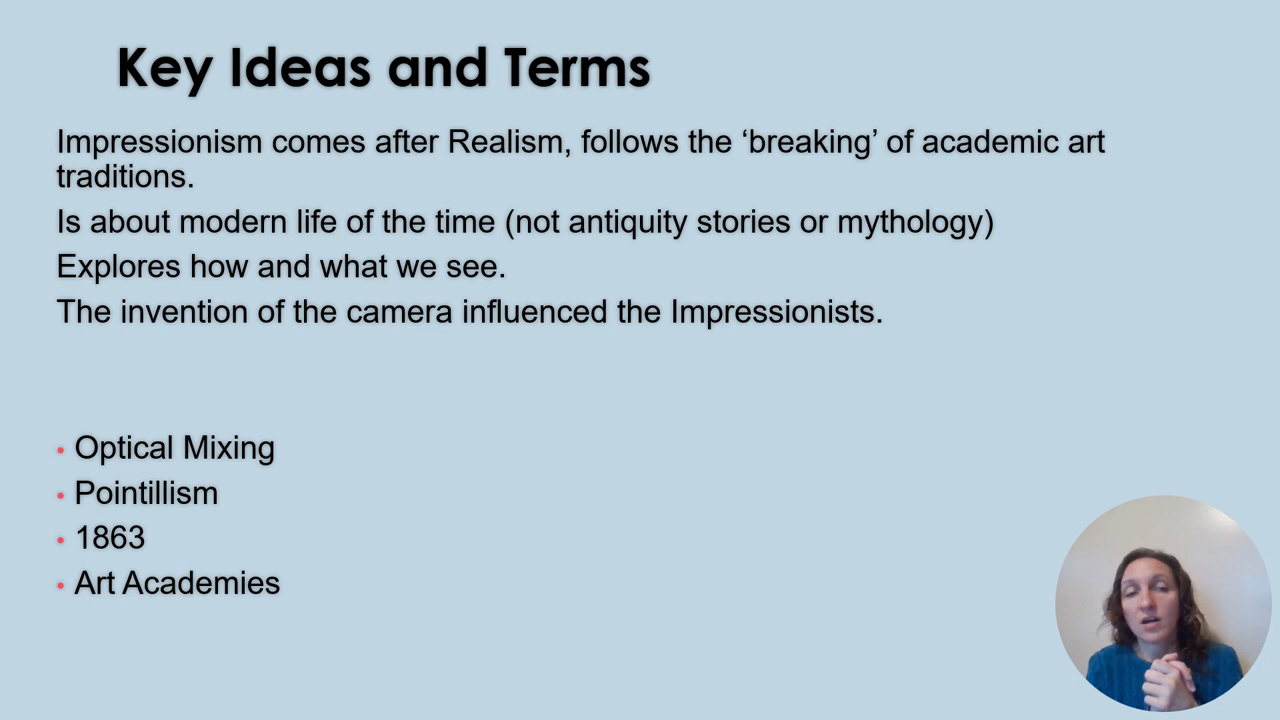 Key Ideas and Terms
Impressionism comes after Realism, follows the ‘breaking’ of academic art
traditions.
Is about modern life of the time (not antiquity stories or mythology)
Explores how and what we see.
The invention of the camera influenced the Impressionists.
• Optical Mixing
• Pointillism
• 1863
• Art Academies